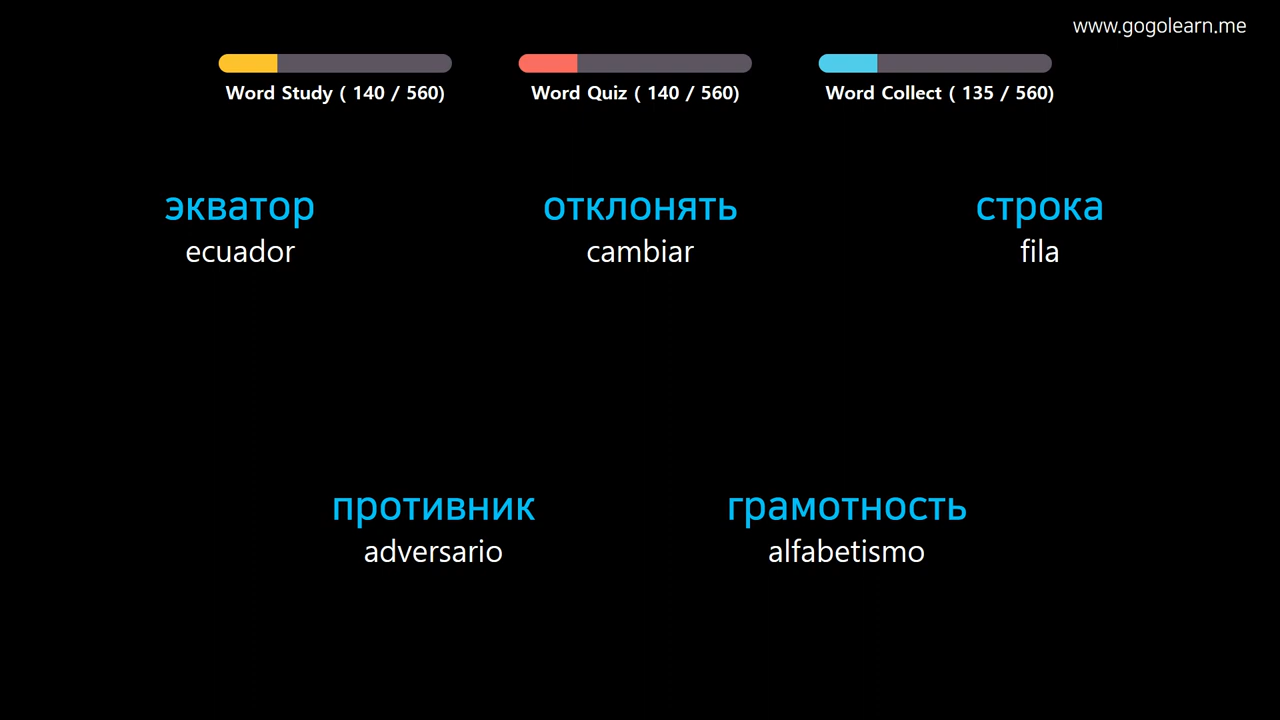 www.gogolearn.me
Word Study ( 140 / 560)
Word Quiz ( 140 / 560)
Word Collect ( 135 / 560)
экватор
ecuador
отклонять
cambiar
строка
fila
противник
adversario
грамотность
alfabetismo